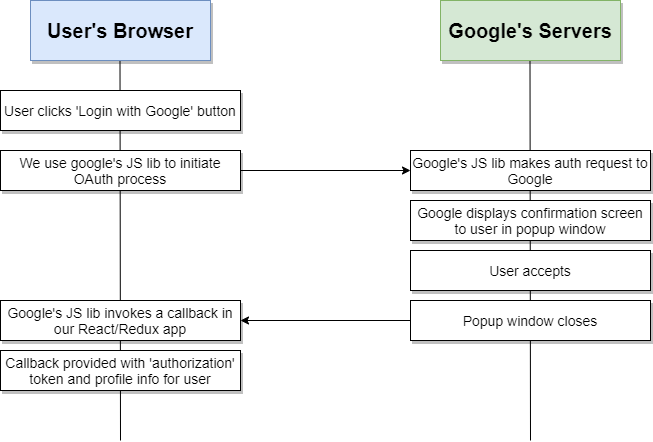 User's Browser
Google's Servers
User clicks 'Login with Google' button
We use google's JS lib to initiate
OAuth process
Google's JS lib makes auth request to
Google
Google displays confirmation screen
to user in popup window
User accepts
Google's JS lib invokes a callback in
our React/Redux app
Popup window closes
Callback provided with 'authorization'
token and profile info for user